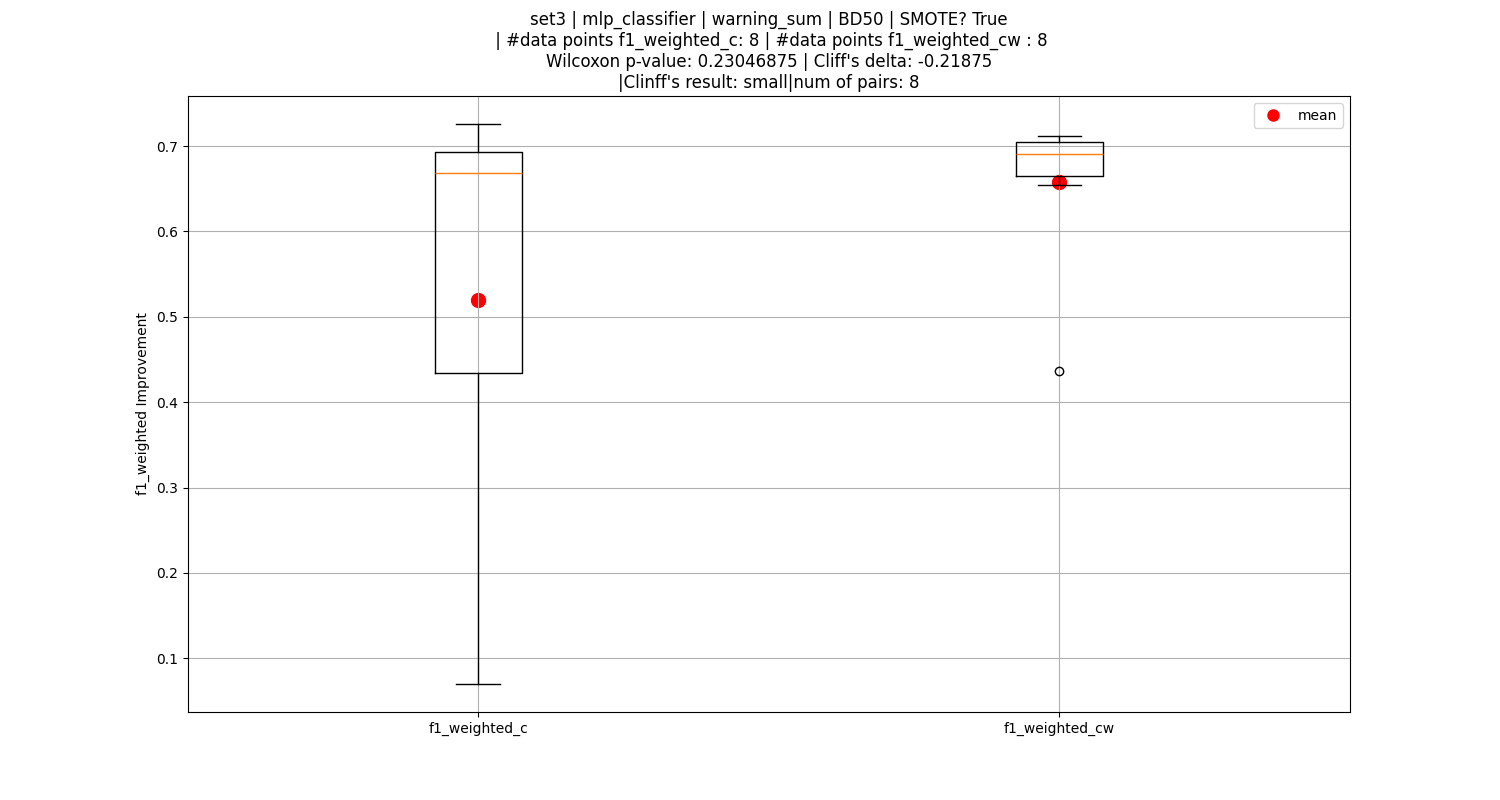 set3 | mlp_classifier | warning_sum | BD50 | SMOTE? True
| #data points f1_weighted_c: 8 | #data points f1_weighted_cw : 8
Wilcoxon p-value: 0.23046875 | Cliff's delta: -0.21875
|Clinff's result: small|num of pairs: 8
mean
f1_weighted Improvement
0.7
0.6
0.5
0.4
0.3
0.2
0.1
f1_weighted_c
f1_weighted_cw